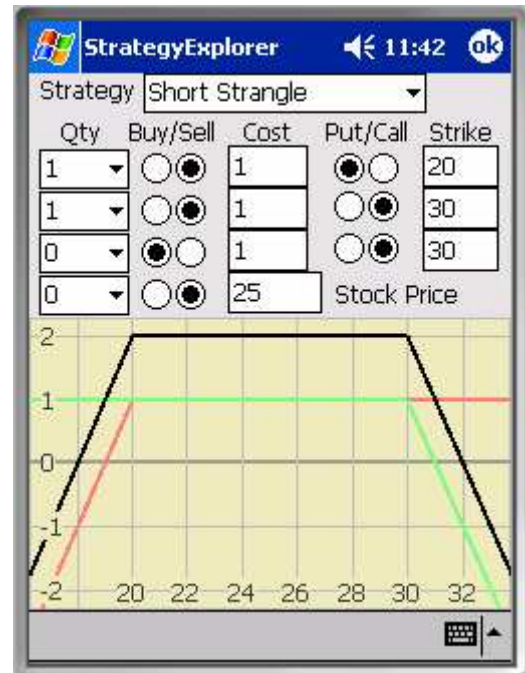 StrategyExplorer 11:42 ok
Strategy Short Strangle
Qty Buy/Sell Cost Put/Call Strike
1 1 20
1 1 30
0 1 30
0 25 Stock Price
2
1
0
-1
-2 20 22 24 26 28 30 32